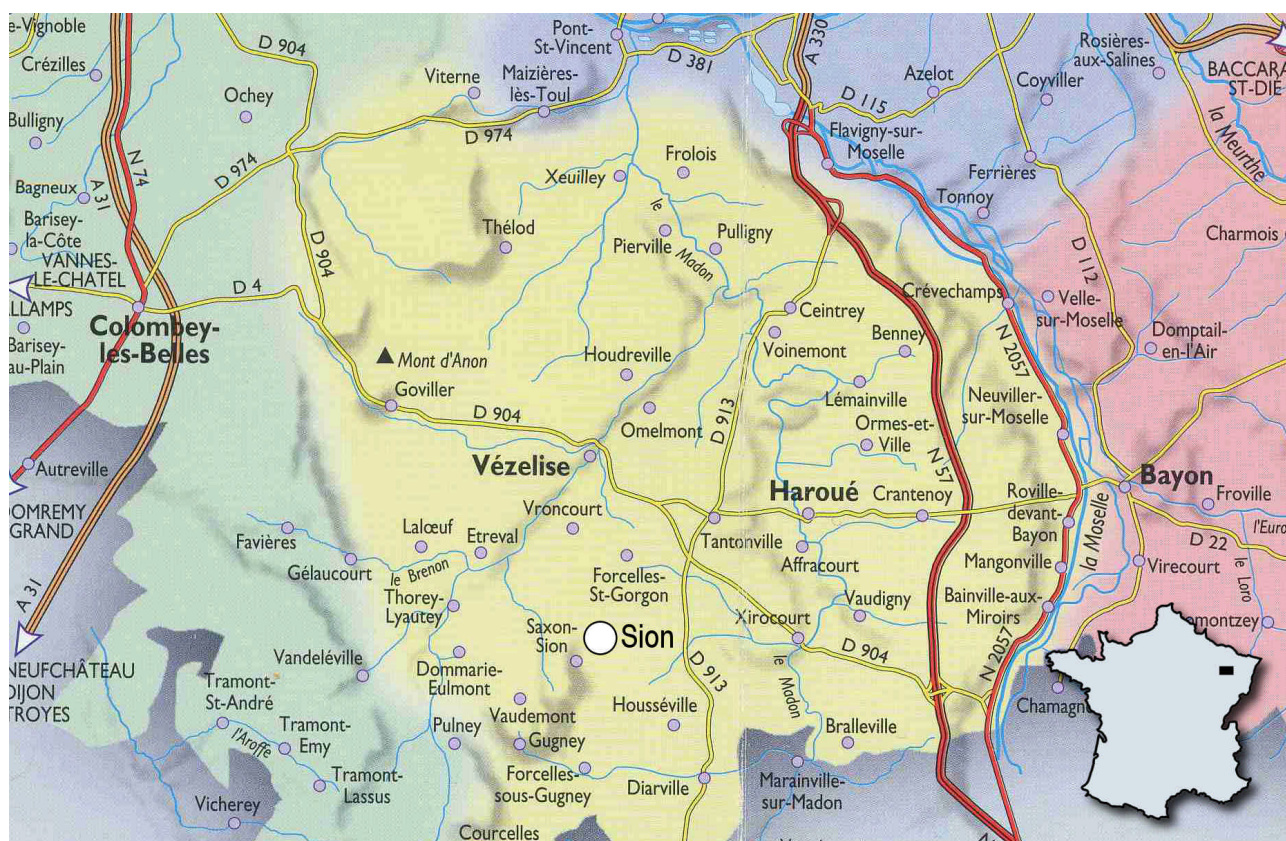 e-Vignoble
Crézilles
D 904
Ochey
Bulligny
Bagneux
Barisey-
la-Côte
VANNES-
LE-CHATEL
LLAMPS
Barisey-
au-Plain
N 74
A 31
D 974
D 904
D 4
Colombey-
les-Belles
Autreville
DOMREMY
GRAND
A 31
NEUFCHÂTEAU
DIJON
TROYES
Viterne
Maizières-
lès-Toul
D 974
Pont-
St-Vincent
D 381
A 330
Azelot
D 115
Flavigny-sur-
Moselle
Coyviller
Rosières-
aux-Salines
BACCARA
ST-DIÉ
la Meurthe
Ferrières
Tonnoy
Charmois
D 112
Xeuilley
Frolois
le
Madon
Thélod
Pierville
Pulligny
Mont d'Anon
Goviller
D 904
Houdreville
Omelmont
D 913
Ceintrey
Voinemont
Benney
Lémainville
Ormes-et-
Ville
Crévechamps
Velle-
sur-Moselle
Domptail-
en-l'Air
N 2057
Neuviller-
sur-Moselle
Vézelise
N 57
Haroué
Crantenoy
Roville-
devant-
Bayon
Bayon
Froville
l'Euro
D 22
la Moselle
le Loro
Virecourt
Mangonville
Bainville-aux-
Miroirs
N 2057
Vroncourt
Tantonville
Affracourt
Favières
Gélaucourt
Lalœuf
Etreval
le Brenon
Thorey-
Lyautey
Forcelles-
St-Gorgon
Vaudigny
Xirocourt
D 904
emontzey
Saxon-
Sion
Sion
Vandeléville
Dommarie-
Eulmont
D 913
le Madon
Tramont-
St-André
Tramont-
Emy
l'Aroffe
Tramont-
Lassus
Vicherey
Pulney
Vaudemont
Gugney
Housséville
Forcelles-
sous-Gugney
Diarville
Bralleville
Marainville-
sur-Madon
Chamagn
Courcelles